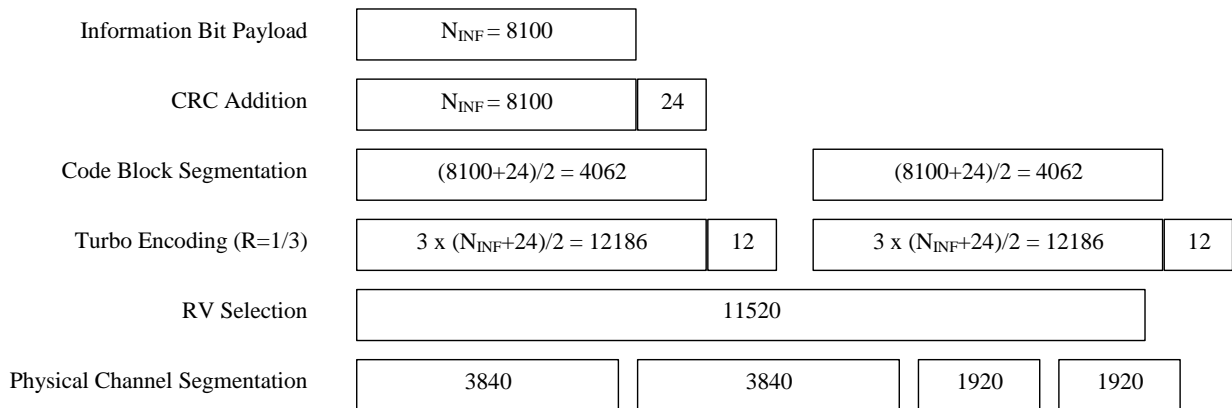 Information Bit Payload N_INF = 8100
CRC Addition N_INF = 8100 24
Code Block Segmentation (8100+24)/2 = 4062 (8100+24)/2 = 4062
Turbo Encoding (R=1/3) 3 x (N_INF+24)/2 = 12186 12 3 x (N_INF+24)/2 = 12186 12
RV Selection 11520
Physical Channel Segmentation 3840 3840 1920 1920